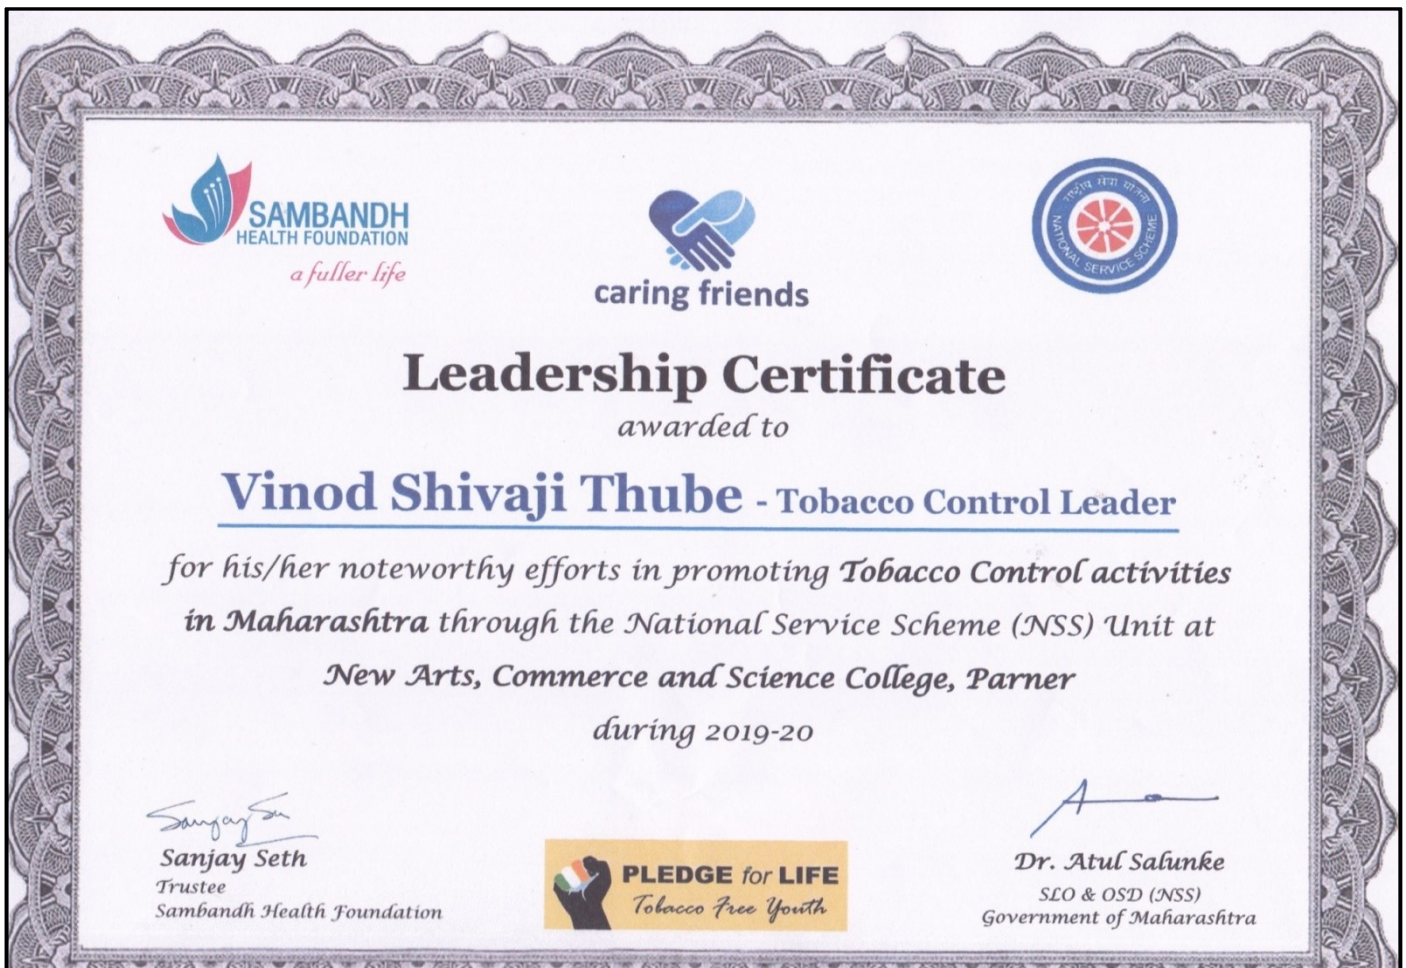 SAMBANDH
HEALTH FOUNDATION
a fuller life
caring friends
राष्ट्रीय सेवा योजना
NATIONAL SERVICE SCHEME
Leadership Certificate
awarded to
Vinod Shivaji Thube - Tobacco Control Leader
for his/her noteworthy efforts in promoting Tobacco Control activities
in Maharashtra through the National Service Scheme (NSS) Unit at
New Arts, Commerce and Science College, Parner
during 2019-20
Sanjay Seth
Trustee
Sambandh Health Foundation
PLEDGE for LIFE
Tobacco Free Youth
Dr. Atul Salunke
SLO & OSD (NSS)
Government of Maharashtra